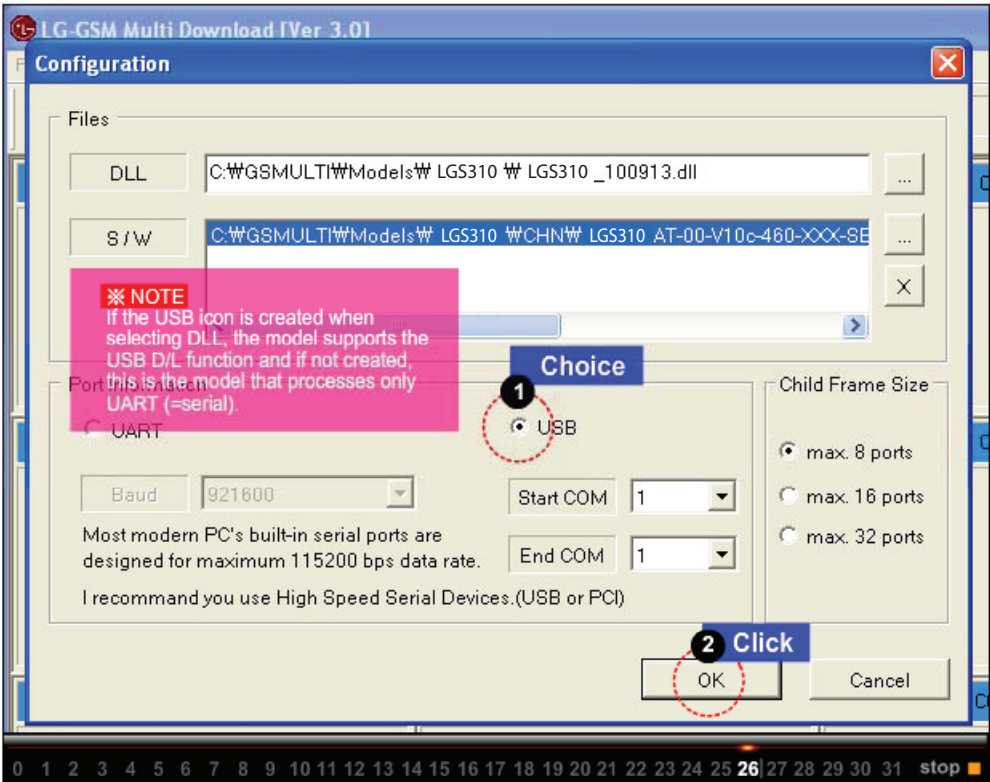 LG-GSM Multi Download [Ver 3.0]
Configuration
Files
DLL
C:₩GSMULTI₩Models₩ LGS310 ₩ LGS310 _100913.dll
...
S/W
C:₩GSMULTI₩Models₩ LGS310 ₩CHN₩ LGS310 AT-00-V10c-460-XXX-SE
...
X
※ NOTE
If the USB icon is created when
selecting DLL, the model supports the
USB D/L function and if not created,
this is the model that processes only
UART (=serial).
Port Information
UART
1 Choice
USB
Child Frame Size
max. 8 ports
max. 16 ports
max. 32 ports
Baud
921600
Start COM
1
End COM
1
Most modern PC's built-in serial ports are
designed for maximum 115200 bps data rate.
I recommand you use High Speed Serial Devices.(USB or PCI)
2 Click
OK
Cancel
0 1 2 3 4 5 6 7 8 9 10 11 12 13 14 15 16 17 18 19 20 21 22 23 24 25 26 27 28 29 30 31 stop